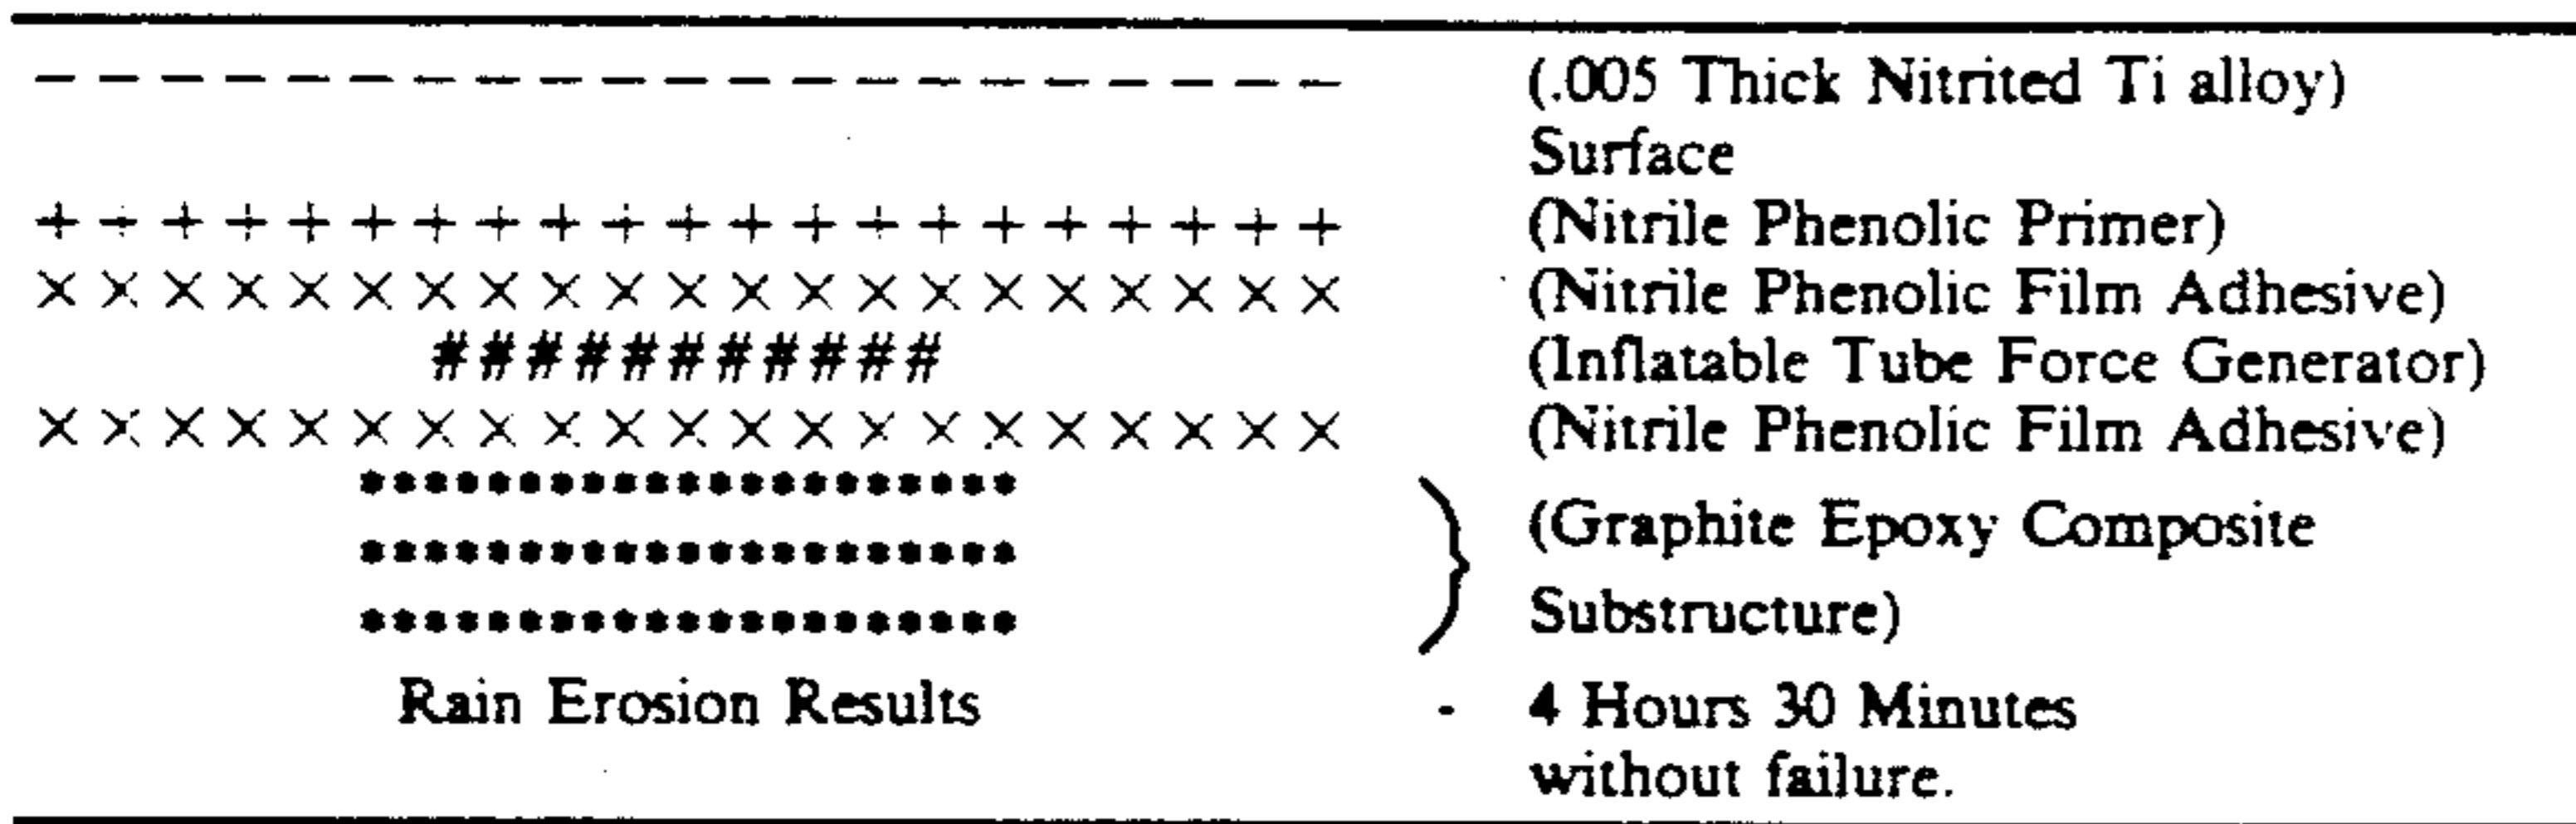 - - - - - - - - - - - - - - - - - - - - - (.005 Thick Nitrited Ti alloy)
Surface
+ + + + + + + + + + + + + + + + + + + + + (Nitrile Phenolic Primer)
× × × × × × × × × × × × × × × × × × × × × (Nitrile Phenolic Film Adhesive)
########### (Inflatable Tube Force Generator)
× × × × × × × × × × × × × × × × × × × × × (Nitrile Phenolic Film Adhesive)
•••••••••••••••••••••
••••••••••••••••••••• } (Graphite Epoxy Composite
••••••••••••••••••••• Substructure)
Rain Erosion Results - 4 Hours 30 Minutes
without failure.